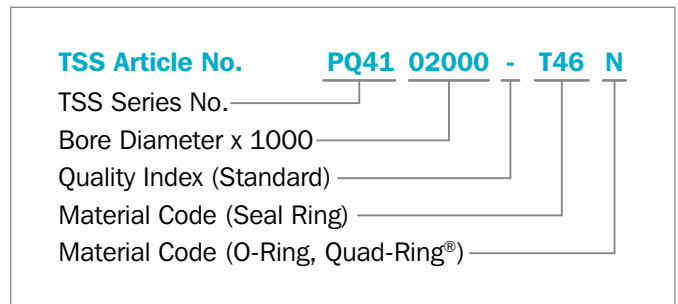 TSS Article No. PQ41 02000 - T46 N
TSS Series No.
Bore Diameter x 1000
Quality Index (Standard)
Material Code (Seal Ring)
Material Code (O-Ring, Quad-Ring®)